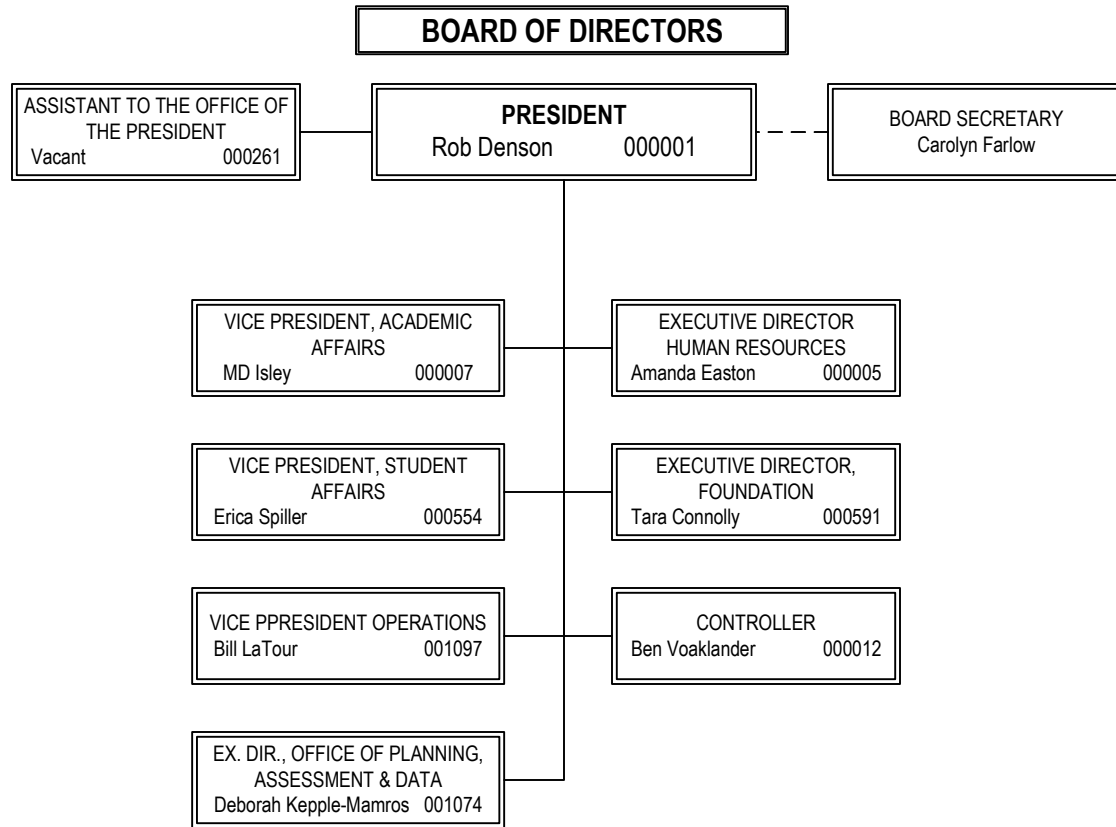 BOARD OF DIRECTORS
ASSISTANT TO THE OFFICE OF
THE PRESIDENT
Vacant 000261
PRESIDENT
Rob Denson 000001
BOARD SECRETARY
Carolyn Farlow
VICE PRESIDENT, ACADEMIC
AFFAIRS
MD Isley 000007
EXECUTIVE DIRECTOR
HUMAN RESOURCES
Amanda Easton 000005
VICE PRESIDENT, STUDENT
AFFAIRS
Erica Spiller 000554
EXECUTIVE DIRECTOR,
FOUNDATION
Tara Connolly 000591
VICE PPRESIDENT OPERATIONS
Bill LaTour 001097
CONTROLLER
Ben Voaklander 000012
EX. DIR., OFFICE OF PLANNING,
ASSESSMENT & DATA
Deborah Kepple-Mamros 001074